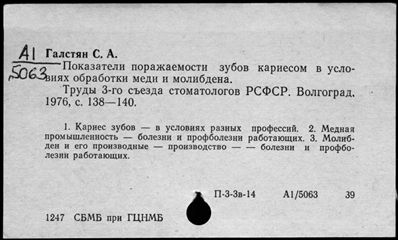 А1
5063
Галстян С. А.
Показатели поражаемости зубов кариесом в усло-
виях обработки меди и молибдена.
Труды 3-го съезда стоматологов РСФСР. Волгоград,
1976, с. 138—140.
1. Кариес зубов — в условиях разных профессий. 2. Медная
промышленность — болезни и профболезни работающих. 3. Молиб-
ден и его производные — производство — — болезни и профбо-
лезни работающих.
П-3-3в-14 А1/5063 39
1247 СБМБ при ГЦНМБ